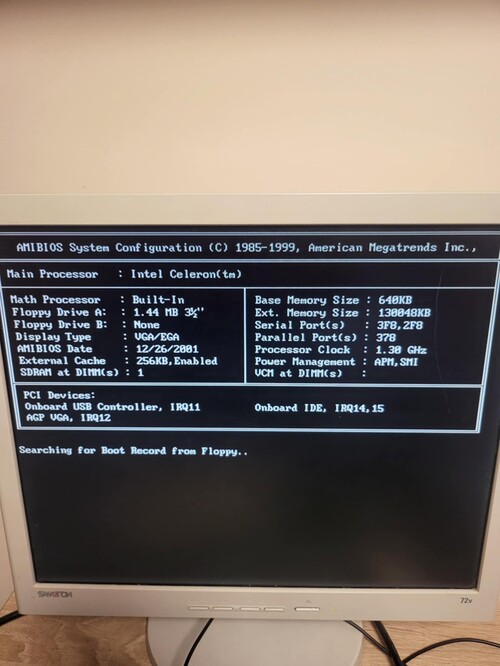 AMIBIOS System Configuration (C) 1985-1999, American Megatrends Inc.,
Main Processor : Intel Celeron(tm)
Math Processor : Built-In
Floppy Drive A: : 1.44 MB 3½"
Floppy Drive B: : None
Display Type : VGA/EGA
AMIBIOS Date : 12/26/2001
External Cache : 256KB,Enabled
SDRAM at DIMM(s) : 1
Base Memory Size : 640KB
Ext. Memory Size : 130048KB
Serial Port(s) : 3F8,2F8
Parallel Port(s) : 378
Processor Clock : 1.30 GHz
Power Management : APM,SMI
VCM at DIMM(s) :
PCI Devices:
Onboard USB Controller, IRQ11 Onboard IDE, IRQ14,15
AGP VGA, IRQ12
Searching for Boot Record from Floppy..
72v